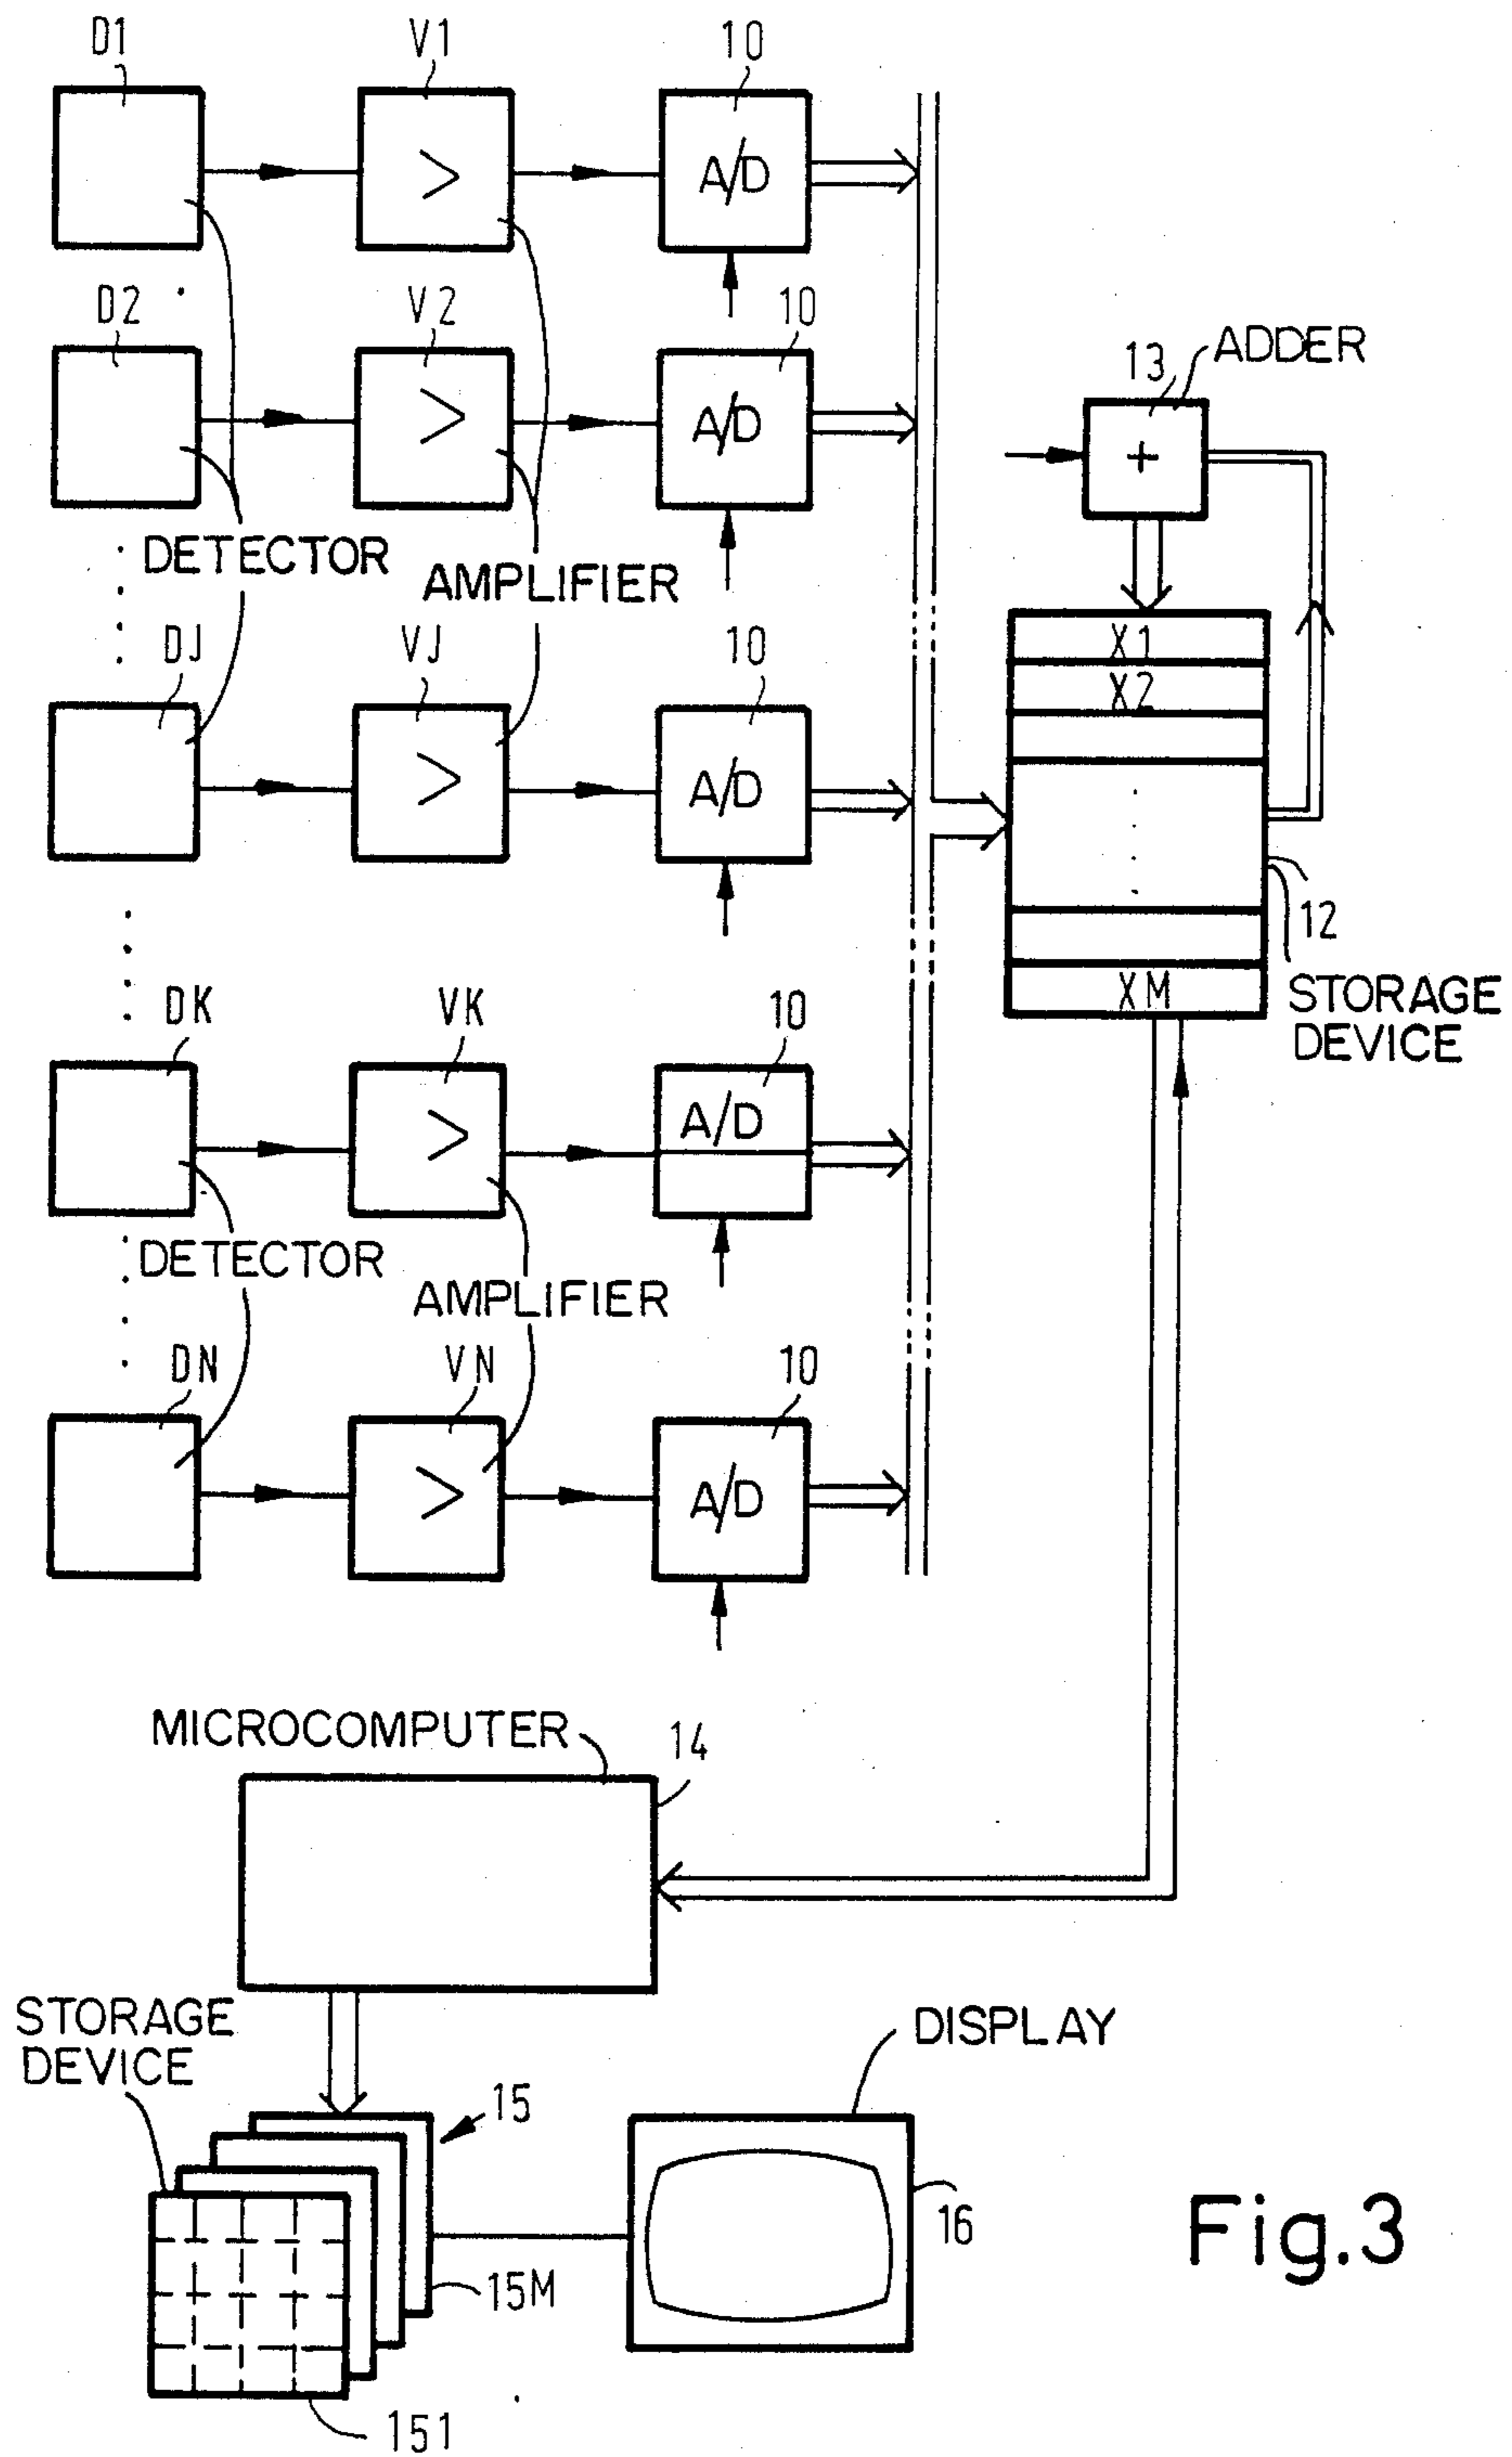 D1 V1 10
> A/D
D2 V2 10
> A/D
13 ADDER
+
DETECTOR
AMPLIFIER
DJ VJ 10
> A/D
X1
X2
XM
12
STORAGE
DEVICE
DK VK 10
> A/D
DETECTOR
AMPLIFIER
DN VN 10
> A/D
MICROCOMPUTER
14
STORAGE
DEVICE
15
DISPLAY
16
15M
151
Fig.3